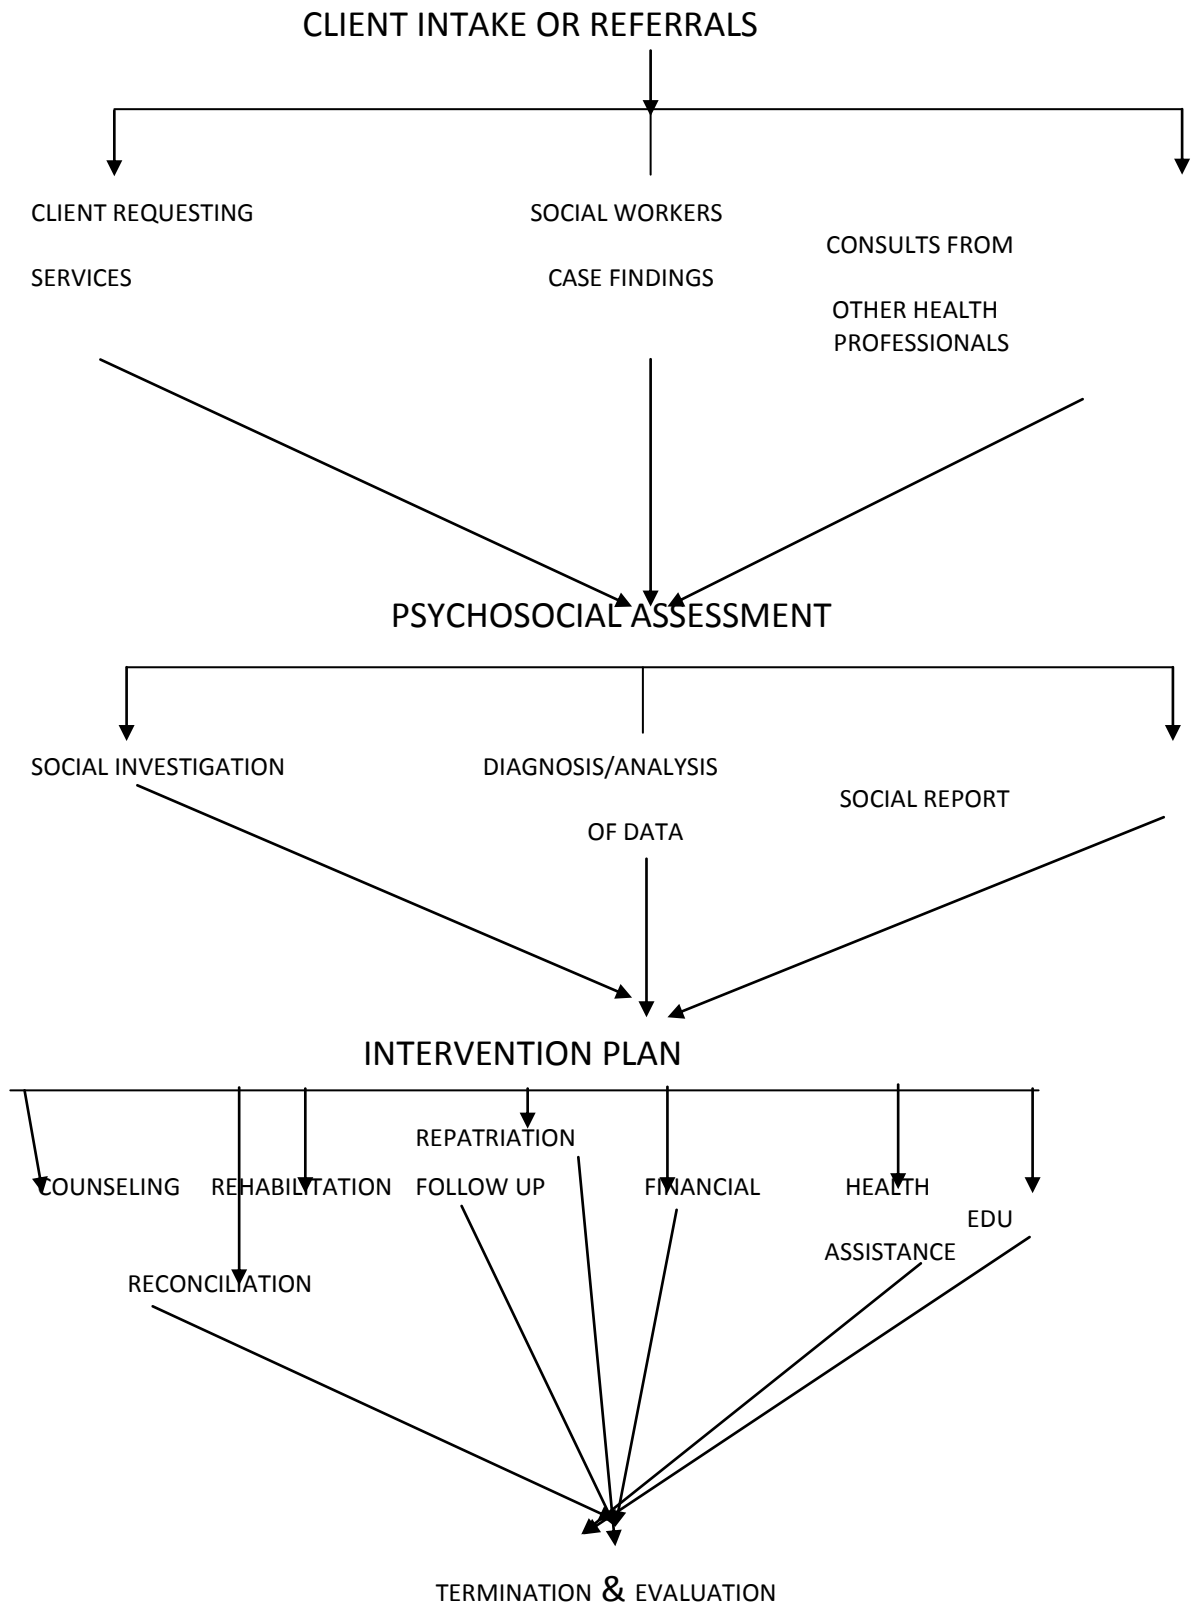 CLIENT INTAKE OR REFERRALS
CLIENT REQUESTING
SERVICES
SOCIAL WORKERS
CASE FINDINGS
CONSULTS FROM
OTHER HEALTH
PROFESSIONALS
PSYCHOSOCIAL ASSESSMENT
SOCIAL INVESTIGATION
DIAGNOSIS/ANALYSIS
OF DATA
SOCIAL REPORT
INTERVENTION PLAN
REPATRIATION
COUNSELING REHABILITATION FOLLOW UP FINANCIAL HEALTH
EDU
ASSISTANCE
RECONCILIATION
TERMINATION & EVALUATION